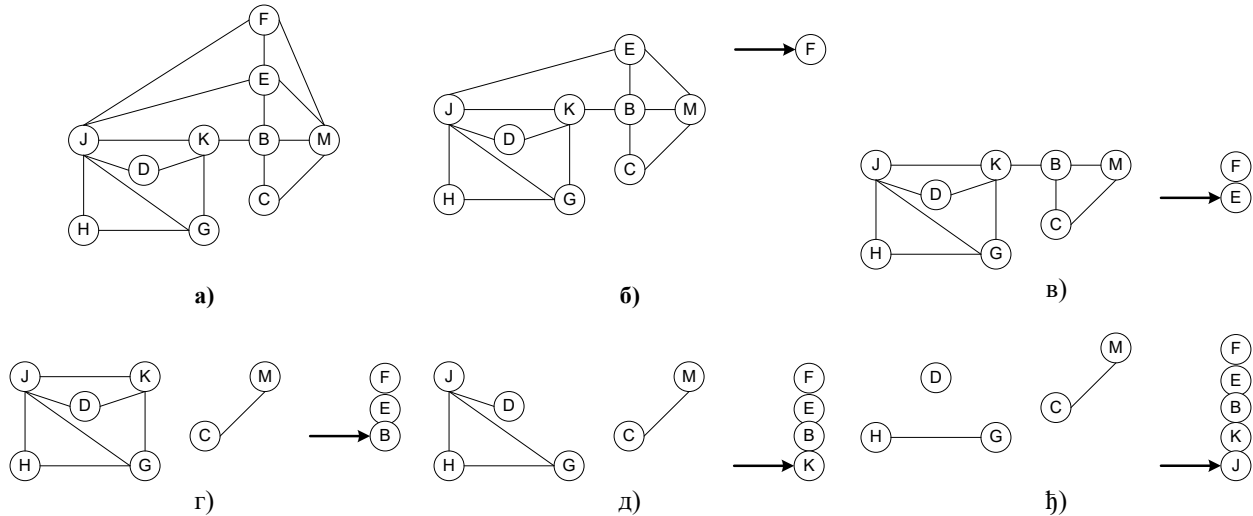 F
E
J K B M
D
C
H G
а)
E F
J K B M
D
C
H G
б)
J K B M F
D E
C
H G
в)
J K M F
D E
C B
H G
г)
J M F
D E
C B
H G K
д)
M F
D E
C B
H G K
J
ђ)